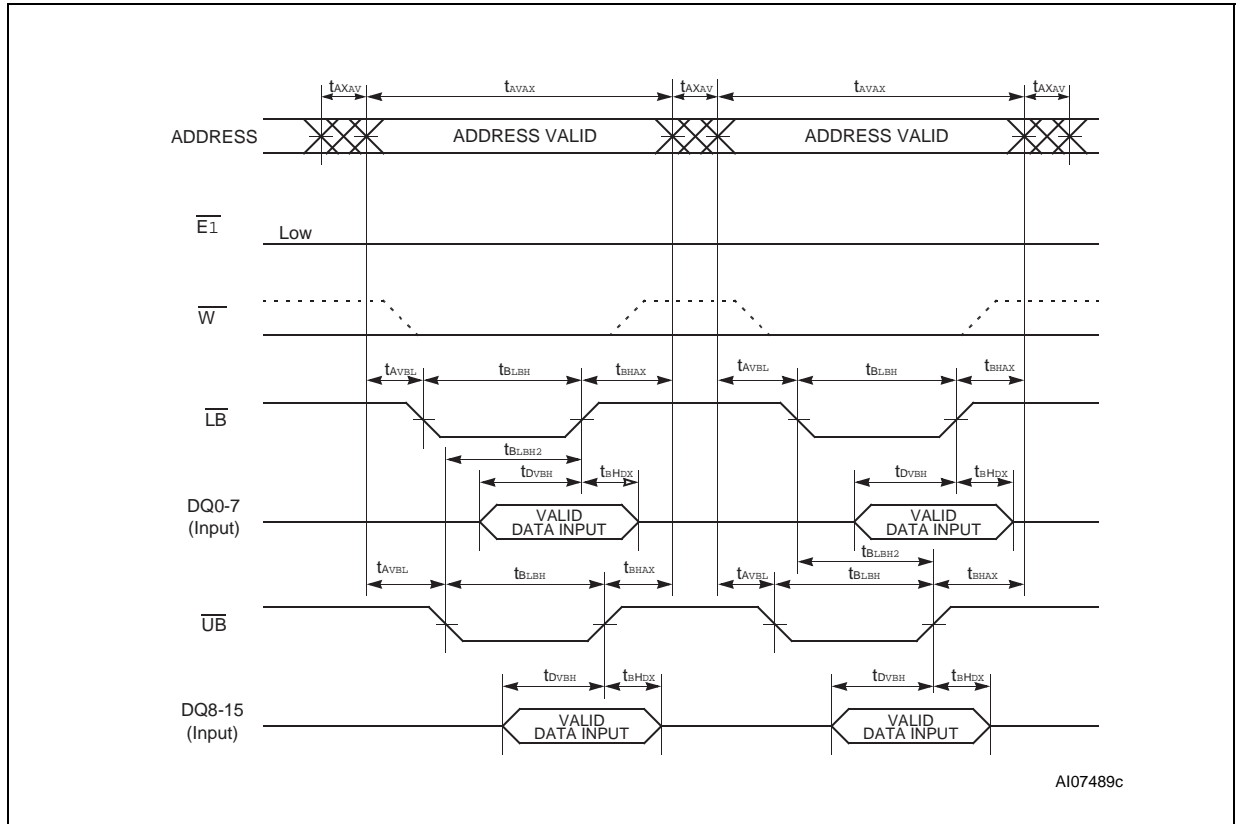 tAXAV tAVAX tAXAV tAVAX tAXAV
ADDRESS ADDRESS VALID ADDRESS VALID
E1 Low
W
tAVBL tBLBH tBHAX tAVBL tBLBH tBHAX
LB
tBLBH2
tDVBH tBHDX tDVBH tBHDX
DQ0-7
(Input)
VALID
DATA INPUT
VALID
DATA INPUT
tBLBH2
tAVBL tBLBH tBHAX tAVBL tBLBH tBHAX
UB
tDVBH tBHDX tDVBH tBHDX
DQ8-15
(Input)
VALID
DATA INPUT
VALID
DATA INPUT
AI07489c